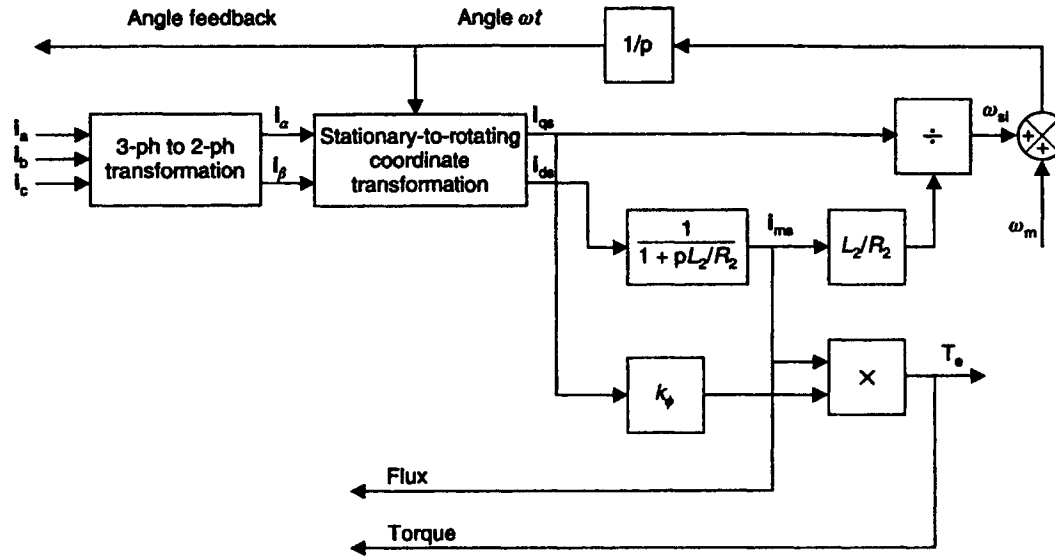 Angle feedback
Angle ωt
1/p
i_a
i_b
i_c
3-ph to 2-ph
transformation
i_α
i_β
Stationary-to-rotating
coordinate
transformation
i_qs
i_ds
÷
ω_sl
+
+
ω_m
1
1 + pL_2/R_2
i_ms
L_2/R_2
k_ϕ
×
T_e
Flux
Torque